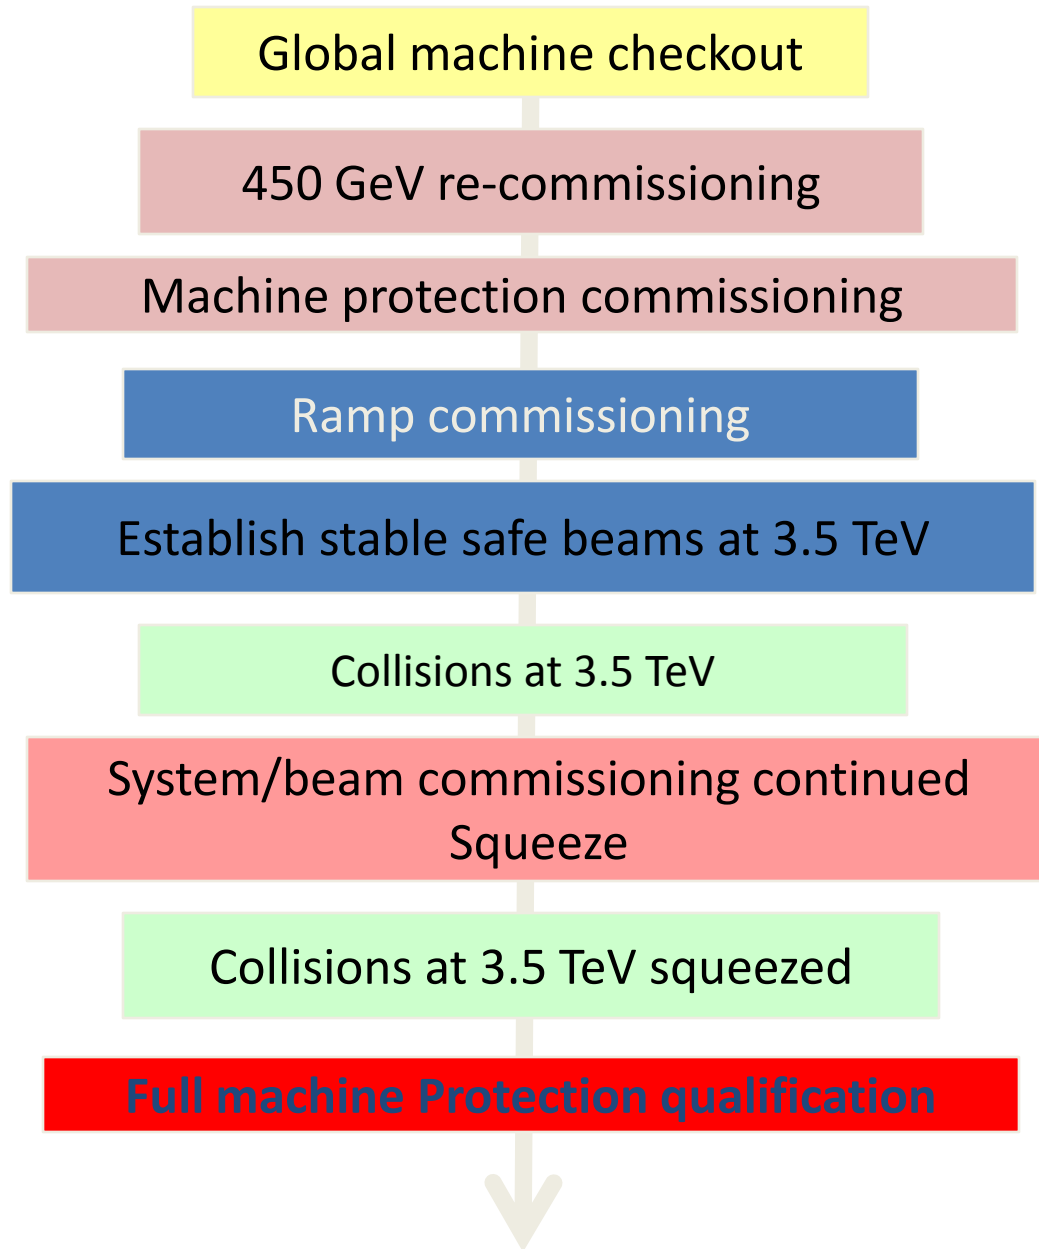 Global machine checkout
450 GeV re-commissioning
Machine protection commissioning
Ramp commissioning
Establish stable safe beams at 3.5 TeV
Collisions at 3.5 TeV
System/beam commissioning continued
Squeeze
Collisions at 3.5 TeV squeezed
Full machine Protection qualification